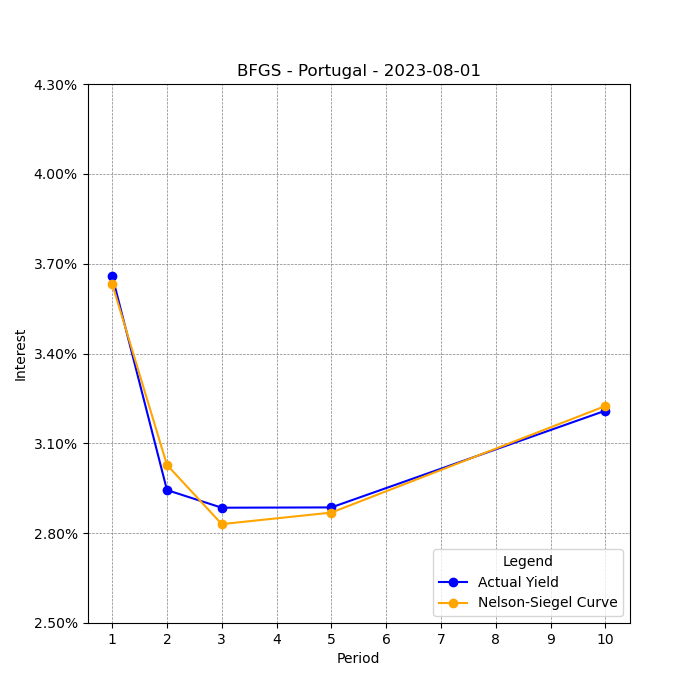 BFGS - Portugal - 2023-08-01
4.30%
4.00%
3.70%
3.40%
3.10%
2.80%
2.50%
Interest
1 2 3 4 5 6 7 8 9 10
Period
Legend
Actual Yield
Nelson-Siegel Curve